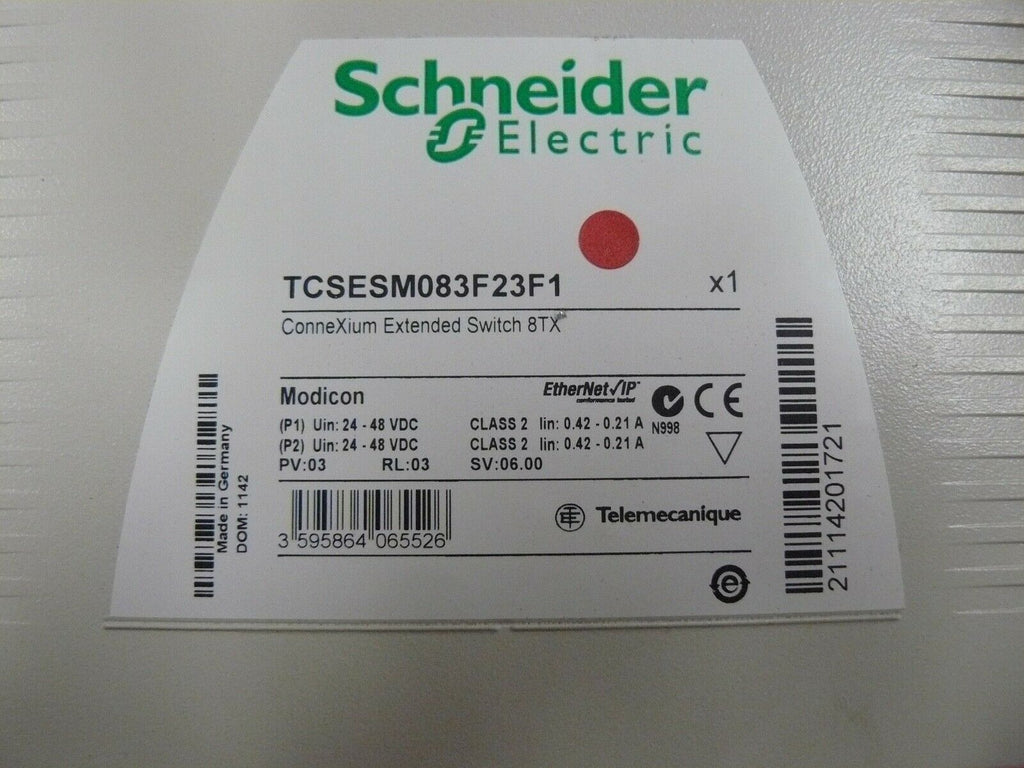 Schneider
Electric
TCSESM083F23F1 x1
ConneXium Extended Switch 8TX
Modicon
EtherNet/IP™
conformance tested
CE
(P1) Uin: 24 - 48 VDC CLASS 2 Iin: 0.42 - 0.21 A
N998
(P2) Uin: 24 - 48 VDC CLASS 2 Iin: 0.42 - 0.21 A
PV:03 RL:03 SV:06.00
3 595864 065526
Telemecanique
Made in Germany
DOM: 1142
21114201721